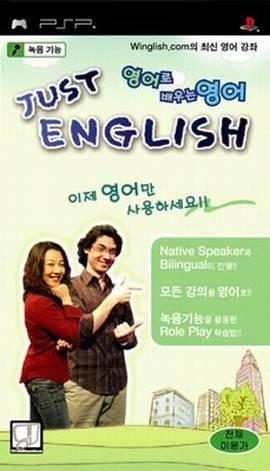 PSP
녹음 기능
Winglish.com의 최신 영어 강좌
JUST
ENGLISH
영어로
배우는 영어
이제 영어만
사용하세요!!
Native Speaker와
Bilingual이 진행!!
모든 강의를 영어로!!
녹음기능을 활용한
Role Play 학습법!!
전체
이용가